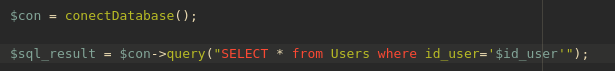 $con = conectDatabase();
$sql_result = $con->query("SELECT * from Users where id_user='$id_user'");